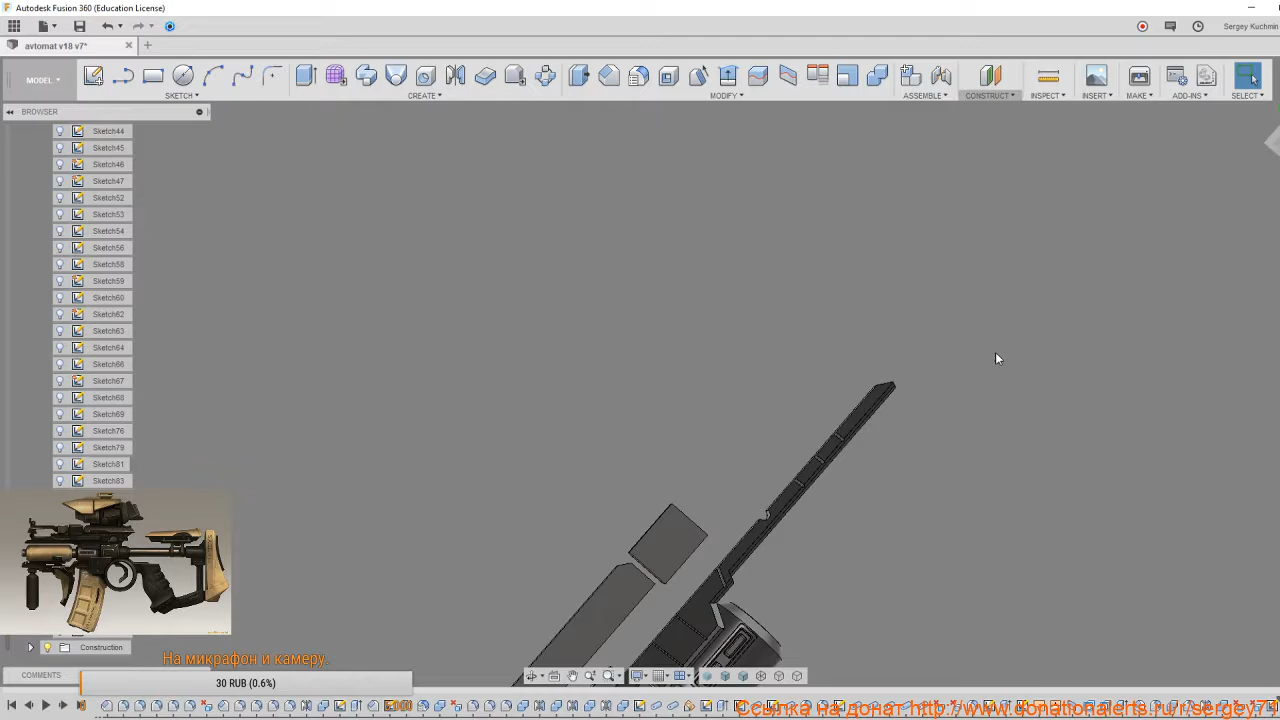 Autodesk Fusion 360 (Education License)
Sergey Kuchmin
avtomat v18 v7*
MODEL
SKETCH
CREATE
MODIFY
ASSEMBLE
CONSTRUCT
INSPECT
INSERT
MAKE
ADD-INS
SELECT
BROWSER
Sketch44
Sketch45
Sketch46
Sketch47
Sketch52
Sketch53
Sketch54
Sketch56
Sketch58
Sketch59
Sketch60
Sketch62
Sketch63
Sketch64
Sketch66
Sketch67
Sketch68
Sketch69
Sketch76
Sketch79
Sketch81
Sketch83
Construction
На микрофон и камеру.
COMMENTS
30 RUB (0.6%)
Ссылка на донат:http://www.donationalerts.ru/r/sergey71